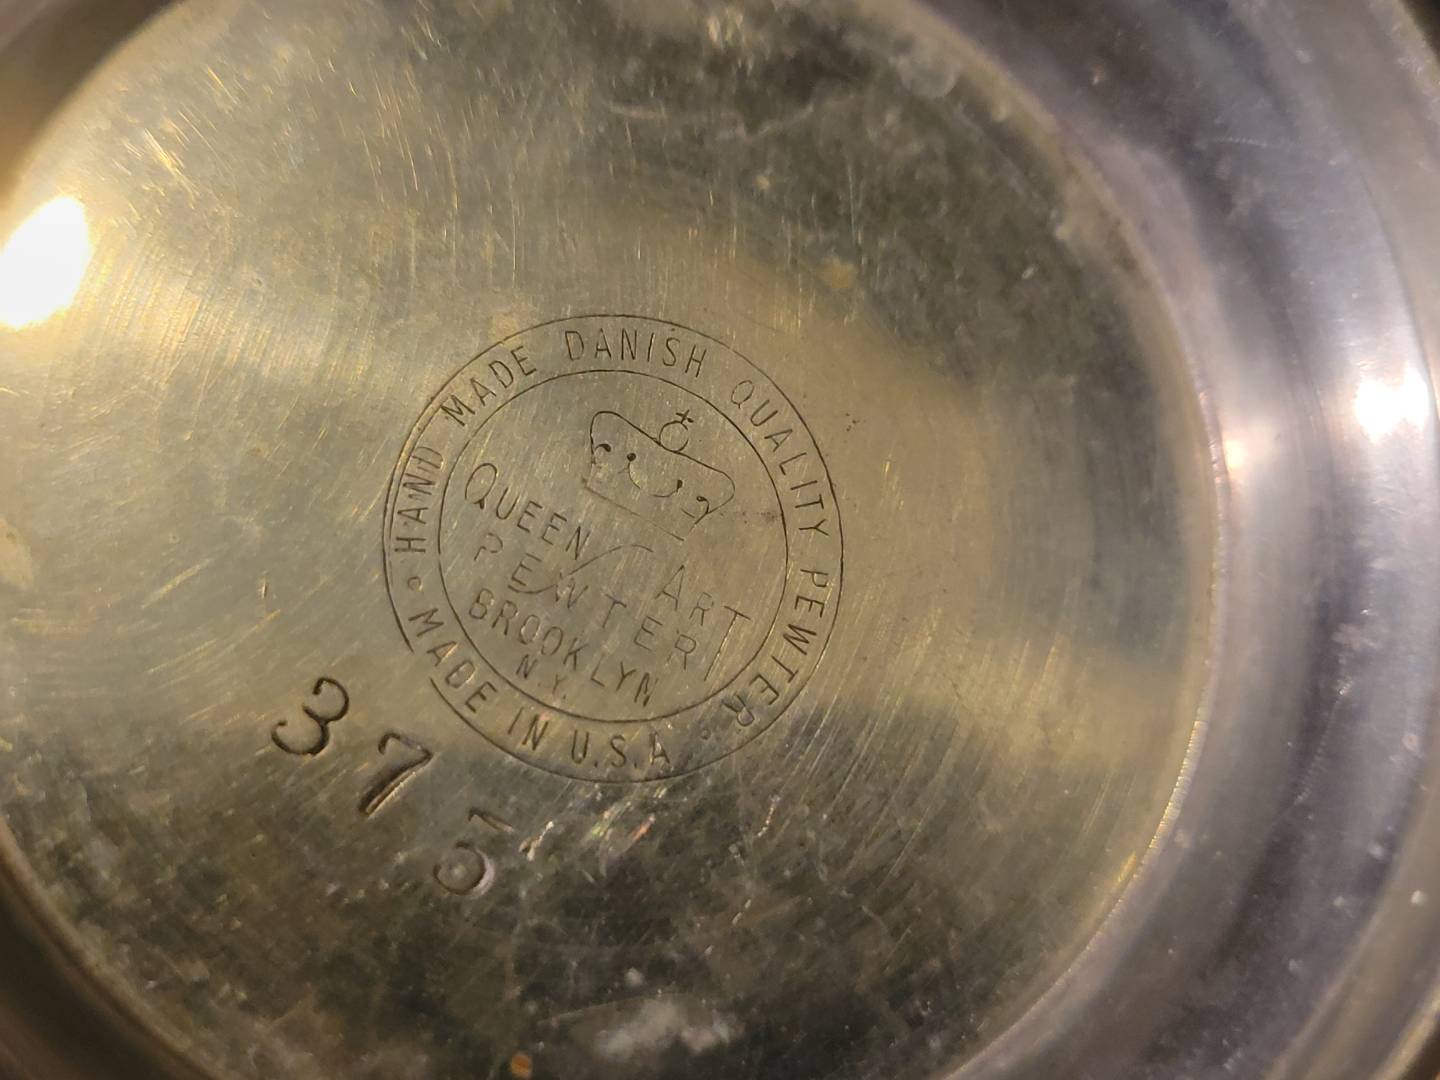 HAND MADE DANISH QUALITY PEWTER
QUEEN ART
PEWTER
BROOKLYN
N.Y.
MADE IN U.S.A
375